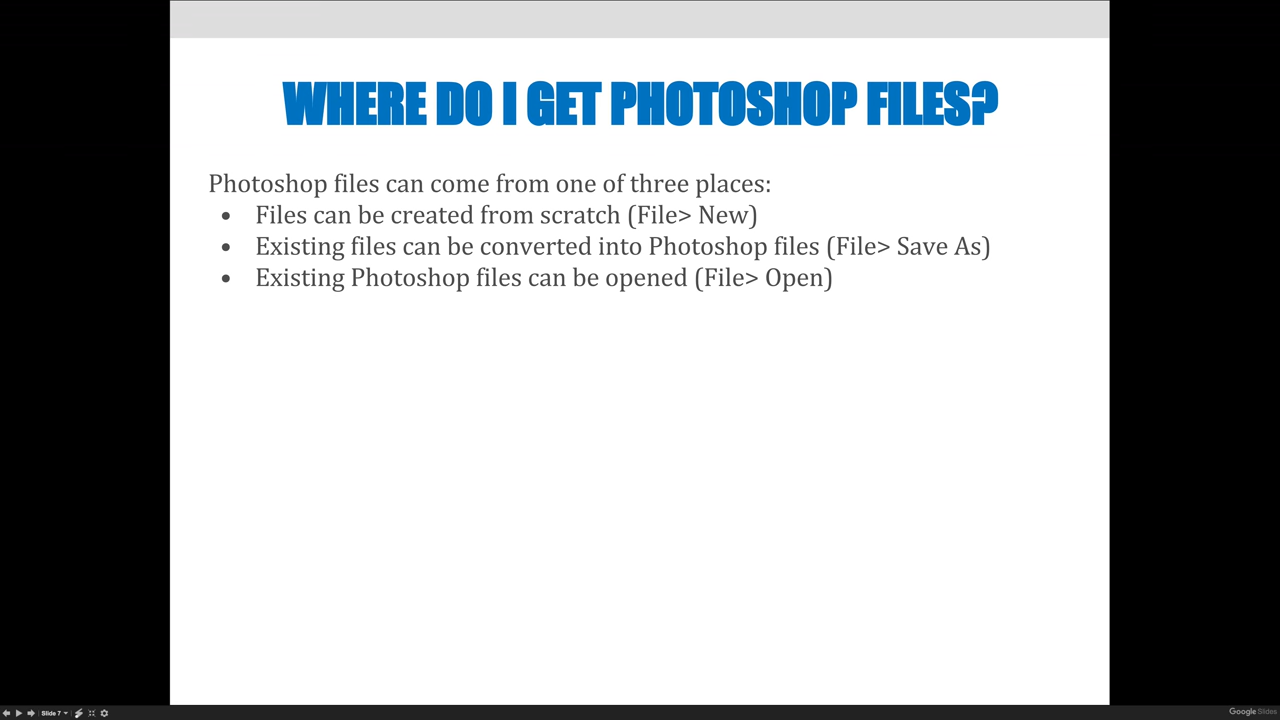 WHERE DO I GET PHOTOSHOP FILES?
Photoshop files can come from one of three places:
• Files can be created from scratch (File> New)
• Existing files can be converted into Photoshop files (File> Save As)
• Existing Photoshop files can be opened (File> Open)
Slide 7
Google Slides